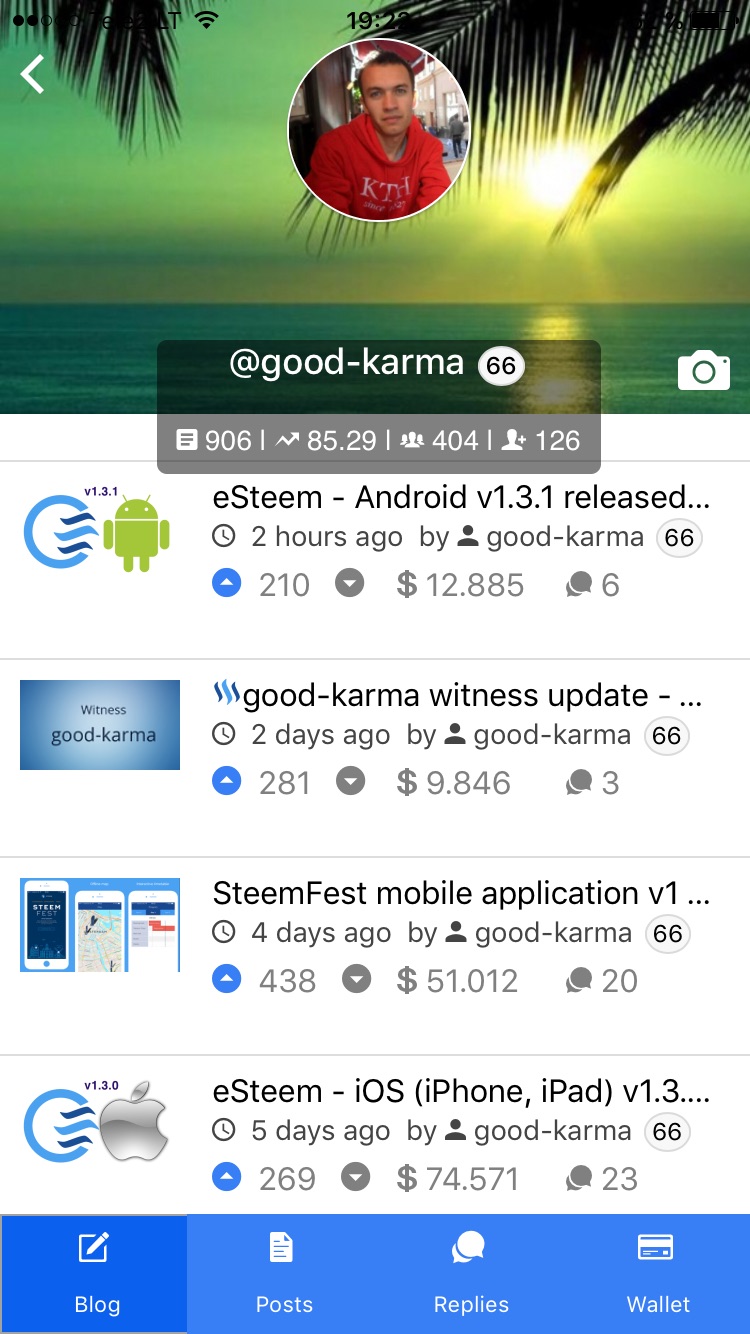 LT 19:22
KTH
since
@good-karma 66
906 | 85.29 | 404 | 126
v1.3.1
eSteem - Android v1.3.1 released...
2 hours ago by good-karma 66
210 $ 12.885 6
Witness
good-karma
good-karma witness update - ...
2 days ago by good-karma 66
281 $ 9.846 3
STEEM
FEST
SteemFest mobile application v1 ...
4 days ago by good-karma 66
438 $ 51.012 20
v1.3.0
eSteem - iOS (iPhone, iPad) v1.3....
5 days ago by good-karma 66
269 $ 74.571 23
Blog Posts Replies Wallet